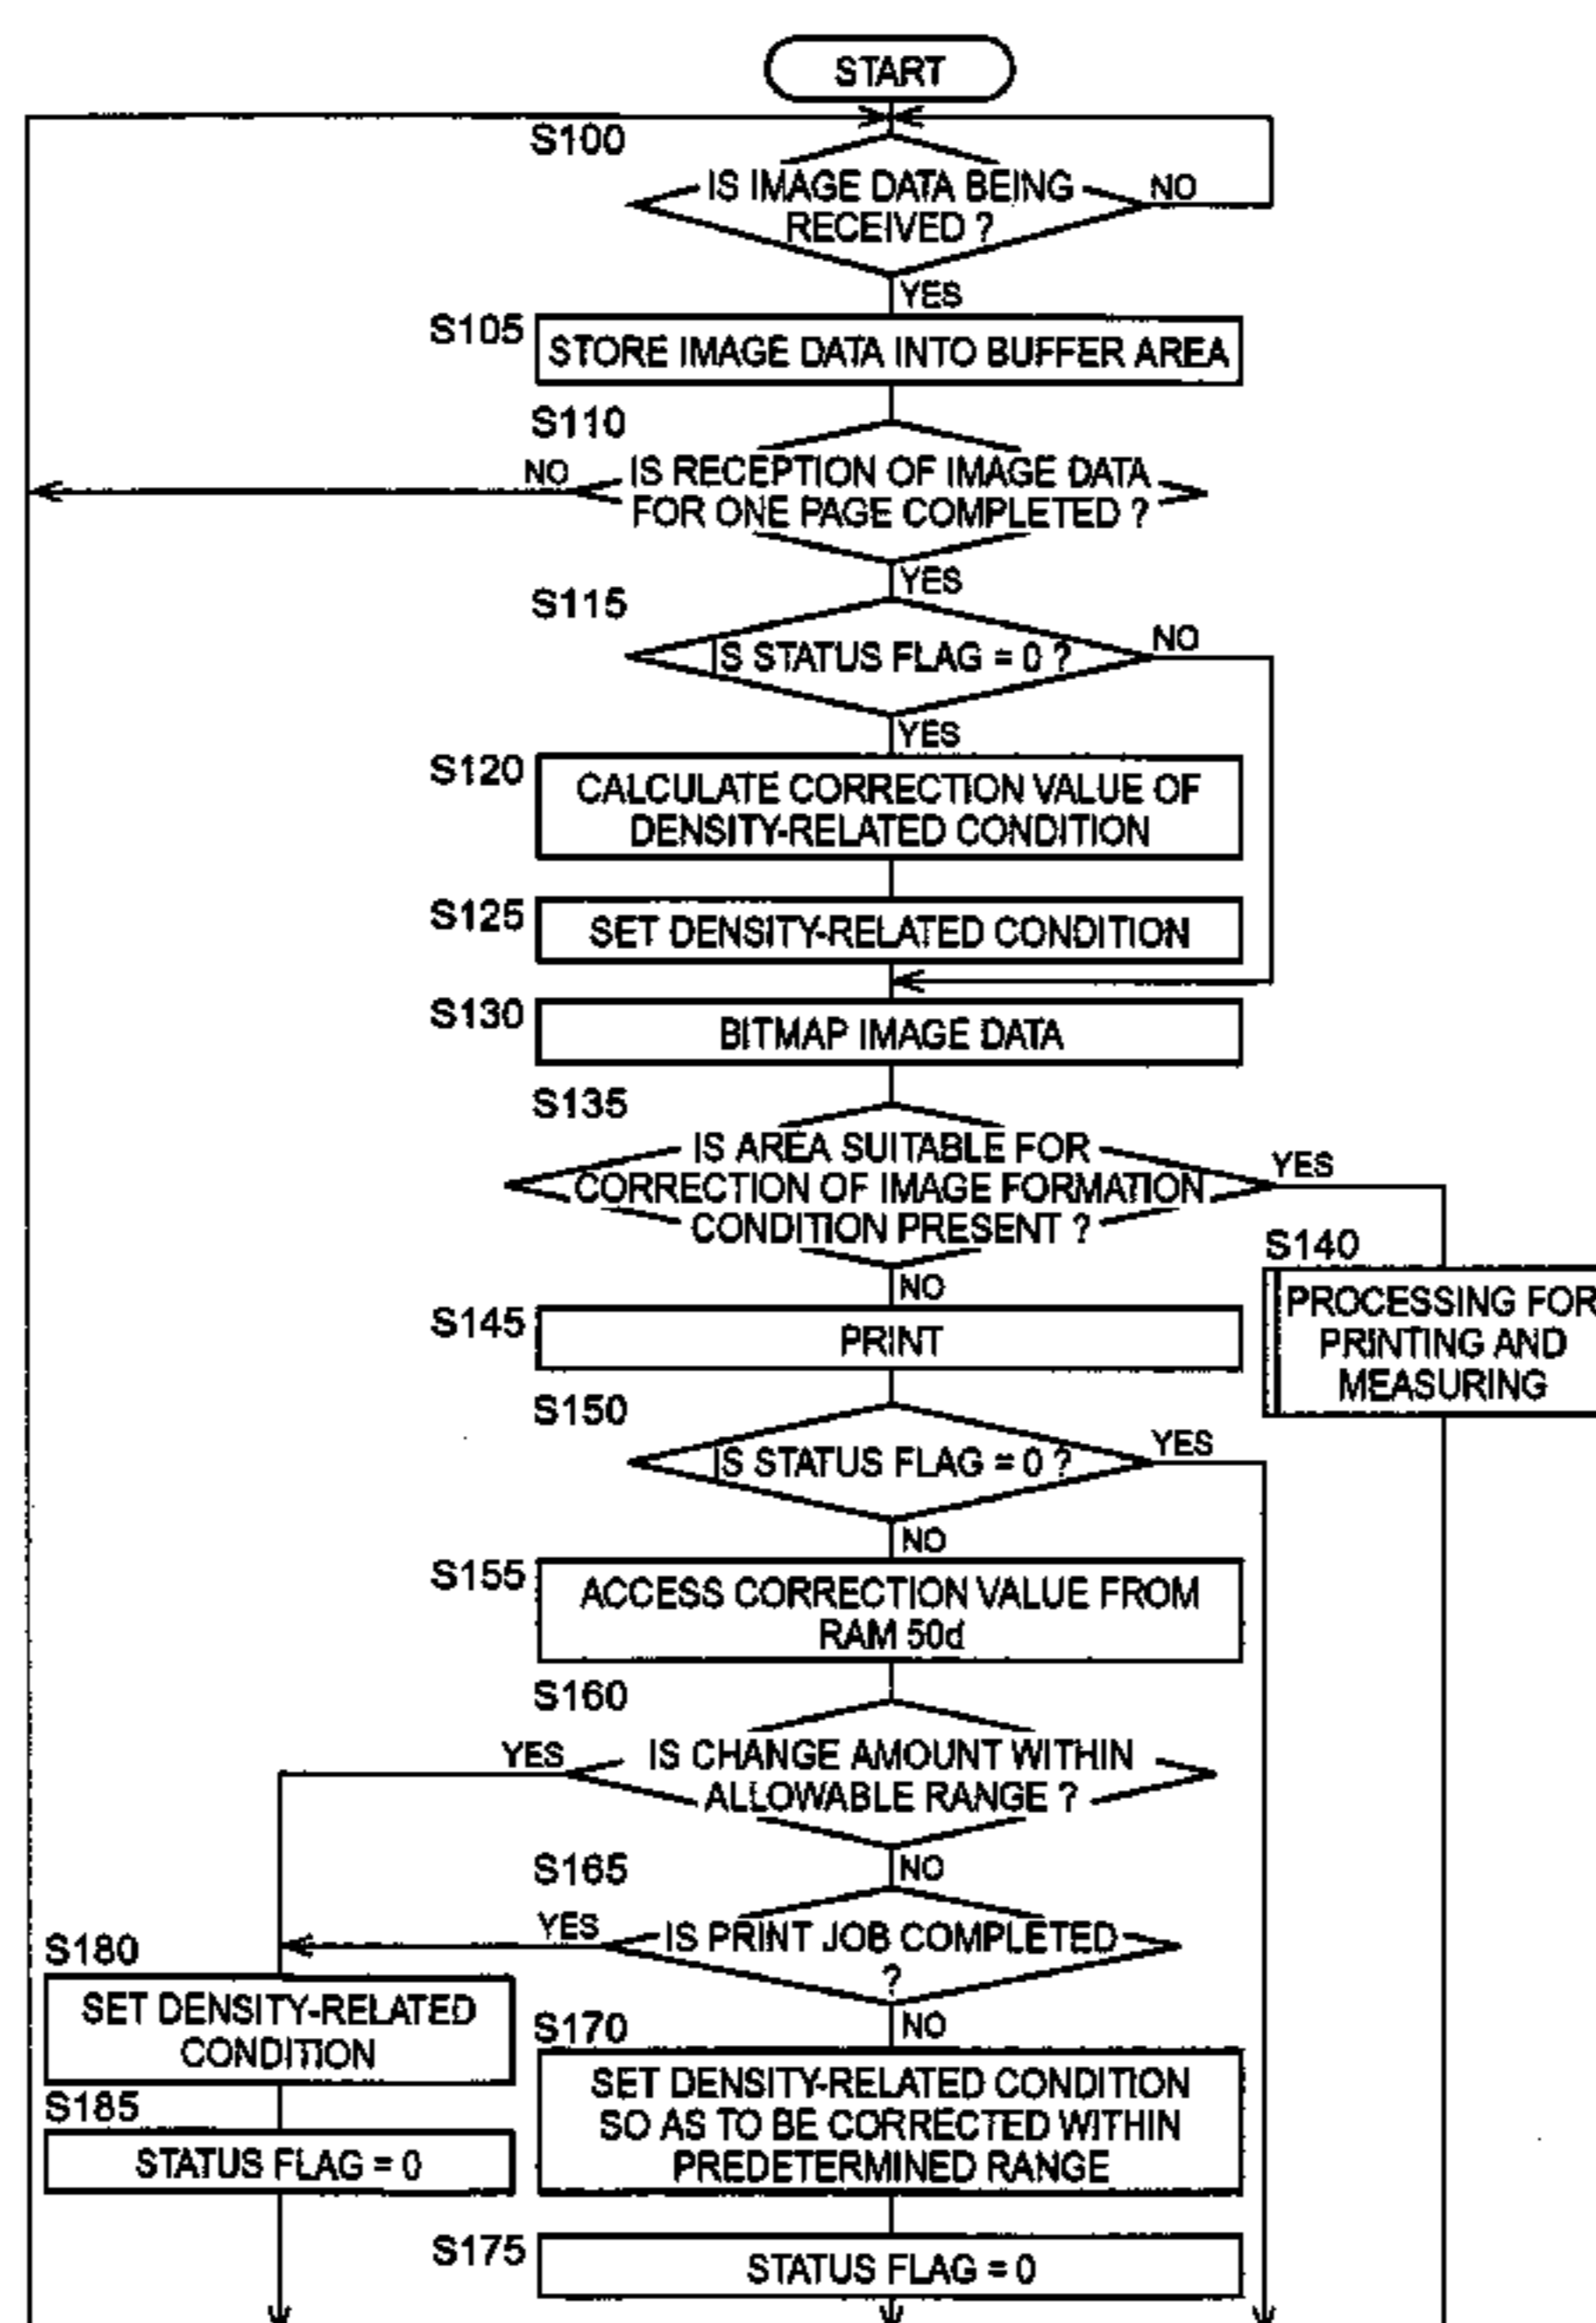 START
S100
IS IMAGE DATA BEING
RECEIVED ?
NO
YES
S105
STORE IMAGE DATA INTO BUFFER AREA
S110
NO
IS RECEPTION OF IMAGE DATA
FOR ONE PAGE COMPLETED ?
YES
S115
IS STATUS FLAG = 0 ?
NO
YES
S120
CALCULATE CORRECTION VALUE OF
DENSITY-RELATED CONDITION
S125
SET DENSITY-RELATED CONDITION
S130
BITMAP IMAGE DATA
S135
IS AREA SUITABLE FOR
CORRECTION OF IMAGE FORMATION
CONDITION PRESENT ?
YES
NO
S140
PROCESSING FOR
PRINTING AND
MEASURING
S145
PRINT
S150
IS STATUS FLAG = 0 ?
YES
NO
S155
ACCESS CORRECTION VALUE FROM
RAM 50d
S160
YES
IS CHANGE AMOUNT WITHIN
ALLOWABLE RANGE ?
NO
S165
YES
IS PRINT JOB COMPLETED
?
NO
S180
SET DENSITY-RELATED
CONDITION
S170
SET DENSITY-RELATED CONDITION
SO AS TO BE CORRECTED WITHIN
PREDETERMINED RANGE
S185
STATUS FLAG = 0
S175
STATUS FLAG = 0